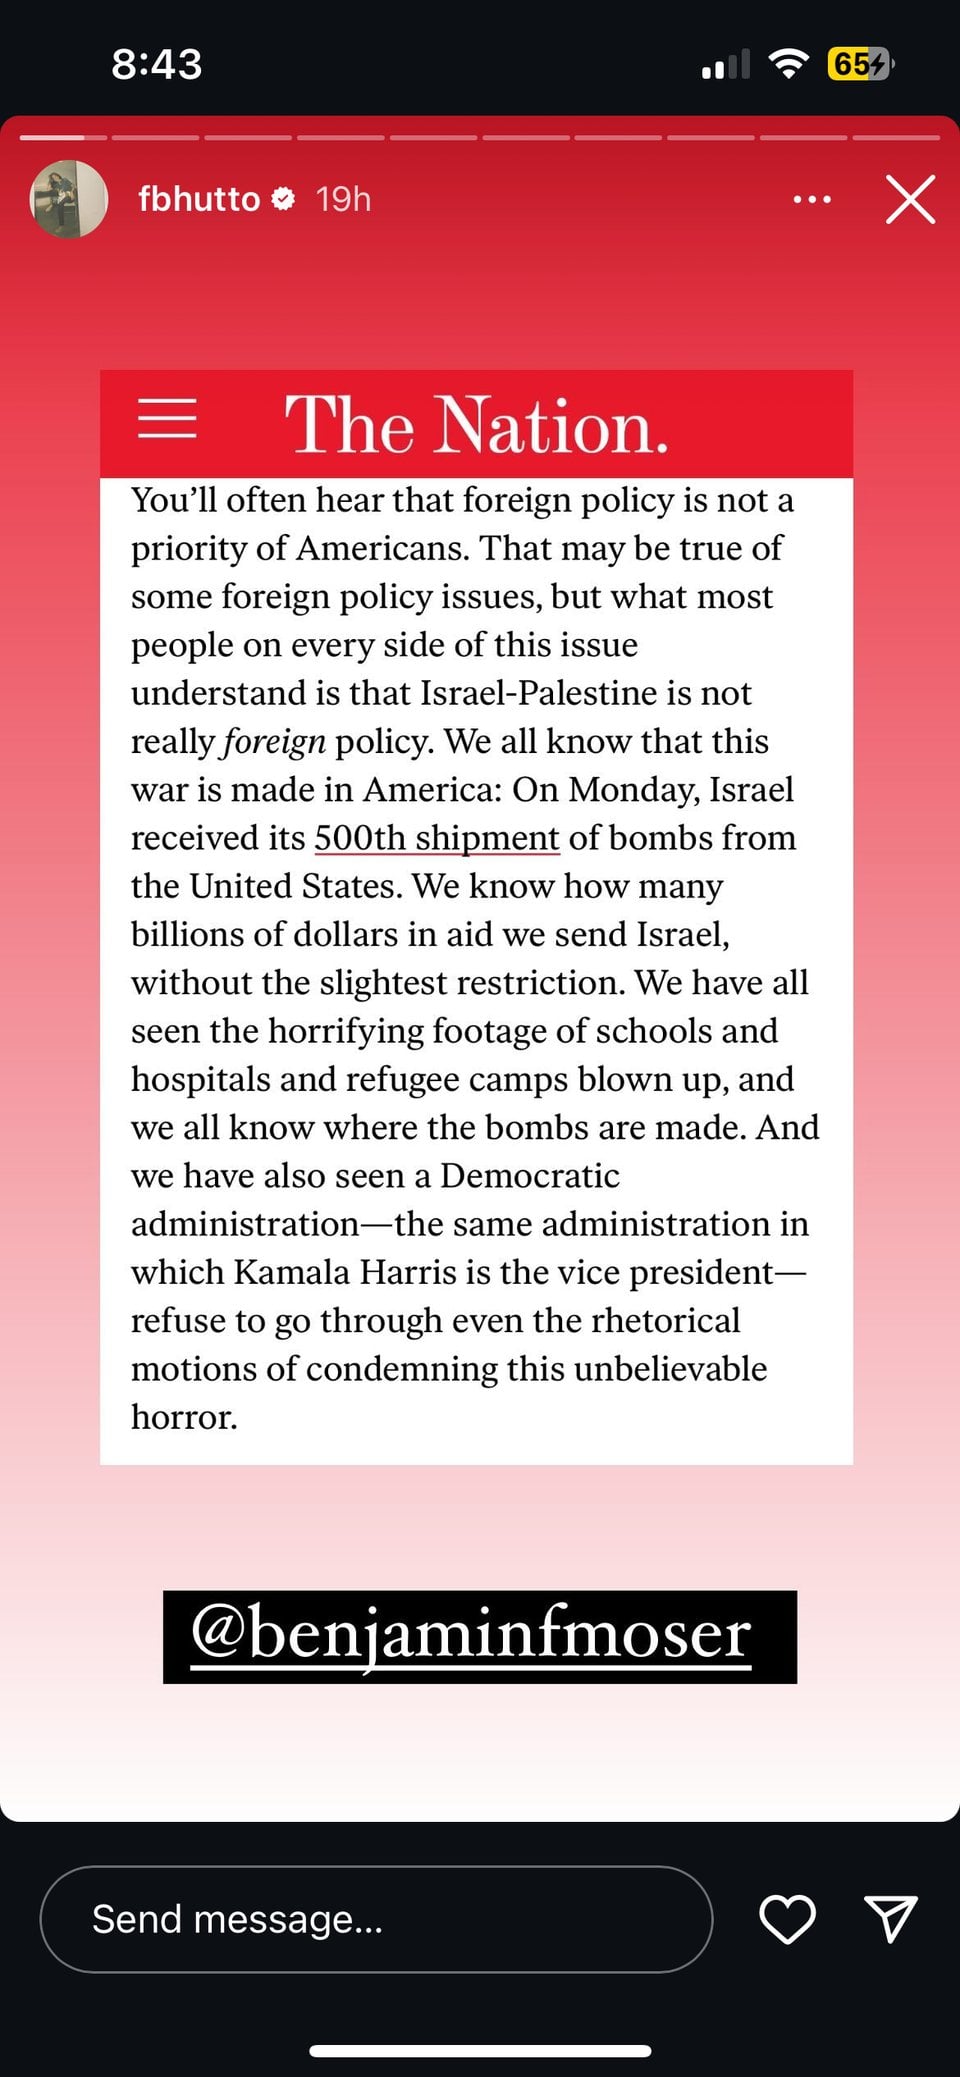 8:43
65
fbhutto 19h
The Nation.
You’ll often hear that foreign policy is not a
priority of Americans. That may be true of
some foreign policy issues, but what most
people on every side of this issue
understand is that Israel-Palestine is not
really foreign policy. We all know that this
war is made in America: On Monday, Israel
received its 500th shipment of bombs from
the United States. We know how many
billions of dollars in aid we send Israel,
without the slightest restriction. We have all
seen the horrifying footage of schools and
hospitals and refugee camps blown up, and
we all know where the bombs are made. And
we have also seen a Democratic
administration—the same administration in
which Kamala Harris is the vice president—
refuse to go through even the rhetorical
motions of condemning this unbelievable
horror.
@benjaminfmoser
Send message...